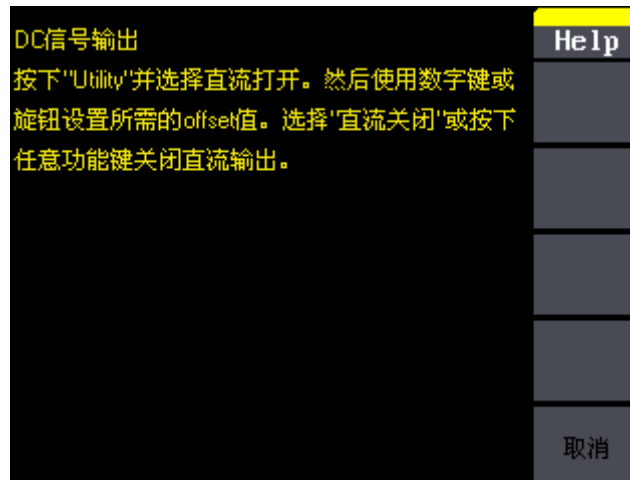 DC信号输出
Help
按下"Utility"并选择直流打开。然后使用数字键或
旋钮设置所需的offset值。选择"直流关闭"或按下
任意功能键关闭直流输出。
取消